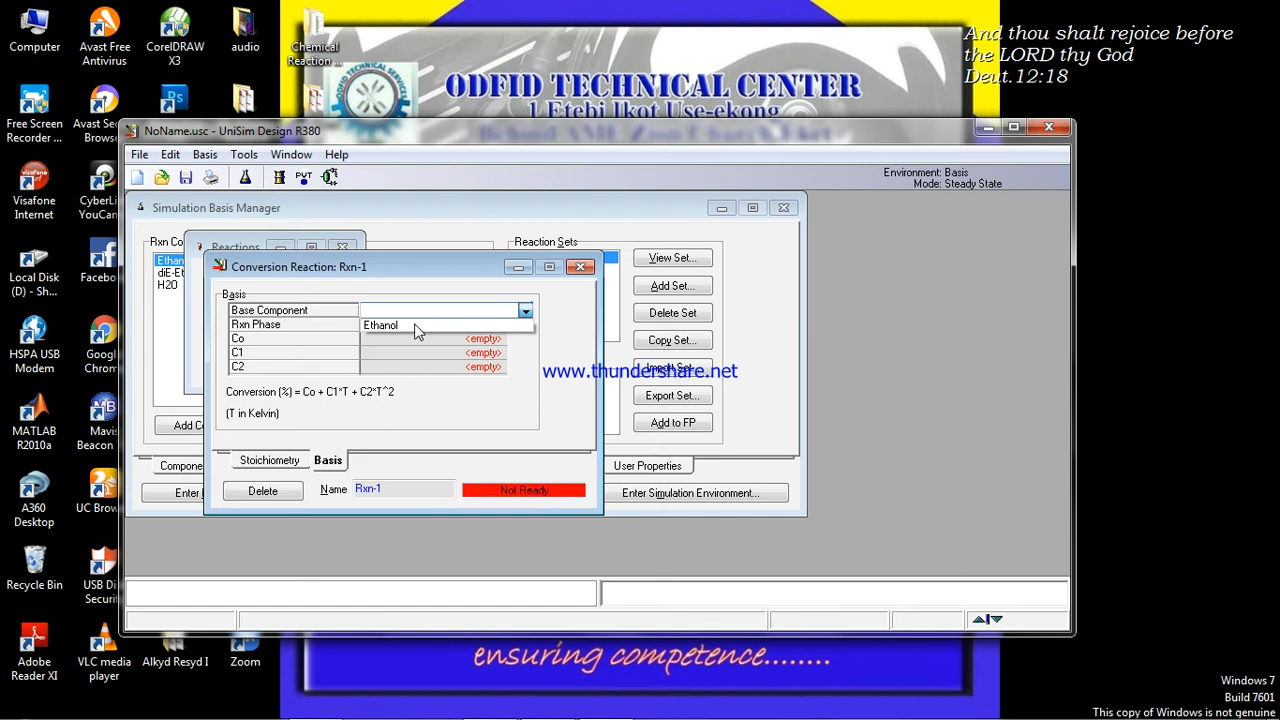 Computer
Avast Free
Antivirus
CorelDRAW
X3
audio
Chemical
Reaction ...
And thou shalt rejoice before
the LORD thy God
Deut.12:18
ODFID TECHNICAL CENTER
1 Etebi Ikot Use-ekong
Free Screen
Recorder ...
Avast Sec
Browse
NoName.usc - UniSim Design R380
File
Edit
Basis
Tools
Window
Help
PVT
Environment: Basis
Mode: Steady State
Visafone
Internet
CyberLi
YouCam
Simulation Basis Manager
Rxn Co
Reactions
Reaction Sets
Ethan
diE-Et
H2O
View Set...
Add Set...
Delete Set
Copy Set...
Import Set...
Export Set...
Add to FP
Local Disk
(D) - Sh...
Facebo
Conversion Reaction: Rxn-1
Basis
Base Component
Rxn Phase
Ethanol
Co
<empty>
C1
<empty>
C2
<empty>
www.thundershare.net
Conversion (%) = Co + C1*T + C2*T^2
(T in Kelvin)
HSPA USB
Modem
Google
Chrom
MATLAB
R2010a
Mavis
Beacon
Add Co
Stoichiometry
Basis
Compone
User Properties
Delete
Name
Rxn-1
Not Ready
Enter
Enter Simulation Environment...
A360
Desktop
UC Brow
Recycle Bin
USB Di
Securi
Adobe
Reader XI
VLC media
player
Alkyd Resyd I
Zoom
ensuring competence........
Windows 7
Build 7601
This copy of Windows is not genuine